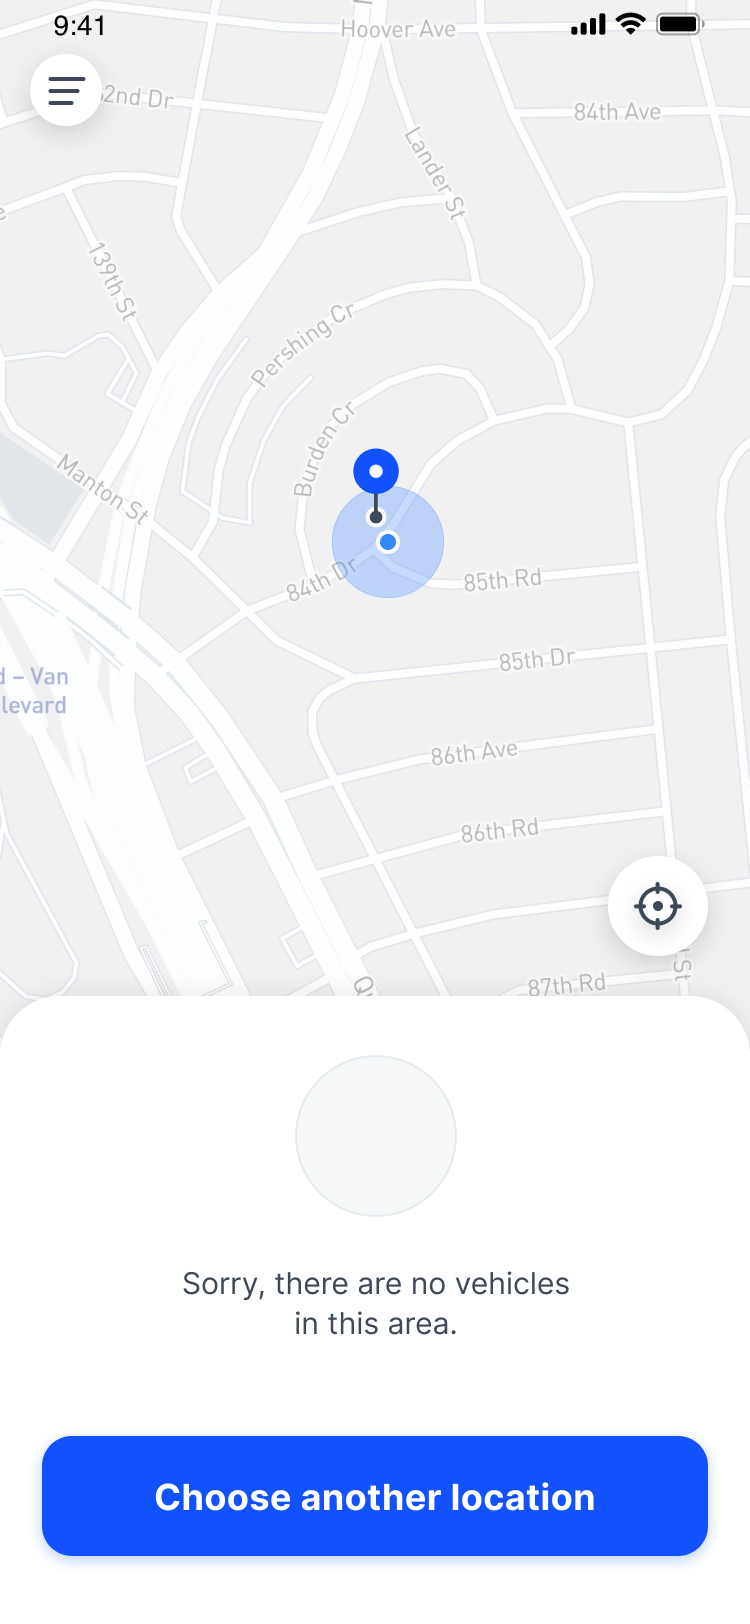 9:41
Hoover Ave
2nd Dr
84th Ave
Lander St
139th St
Pershing Cr
Burden Cr
Manton St
84th Dr
85th Rd
85th Dr
d – Van
levard
86th Ave
86th Rd
St
87th Rd
Sorry, there are no vehicles
in this area.
Choose another location